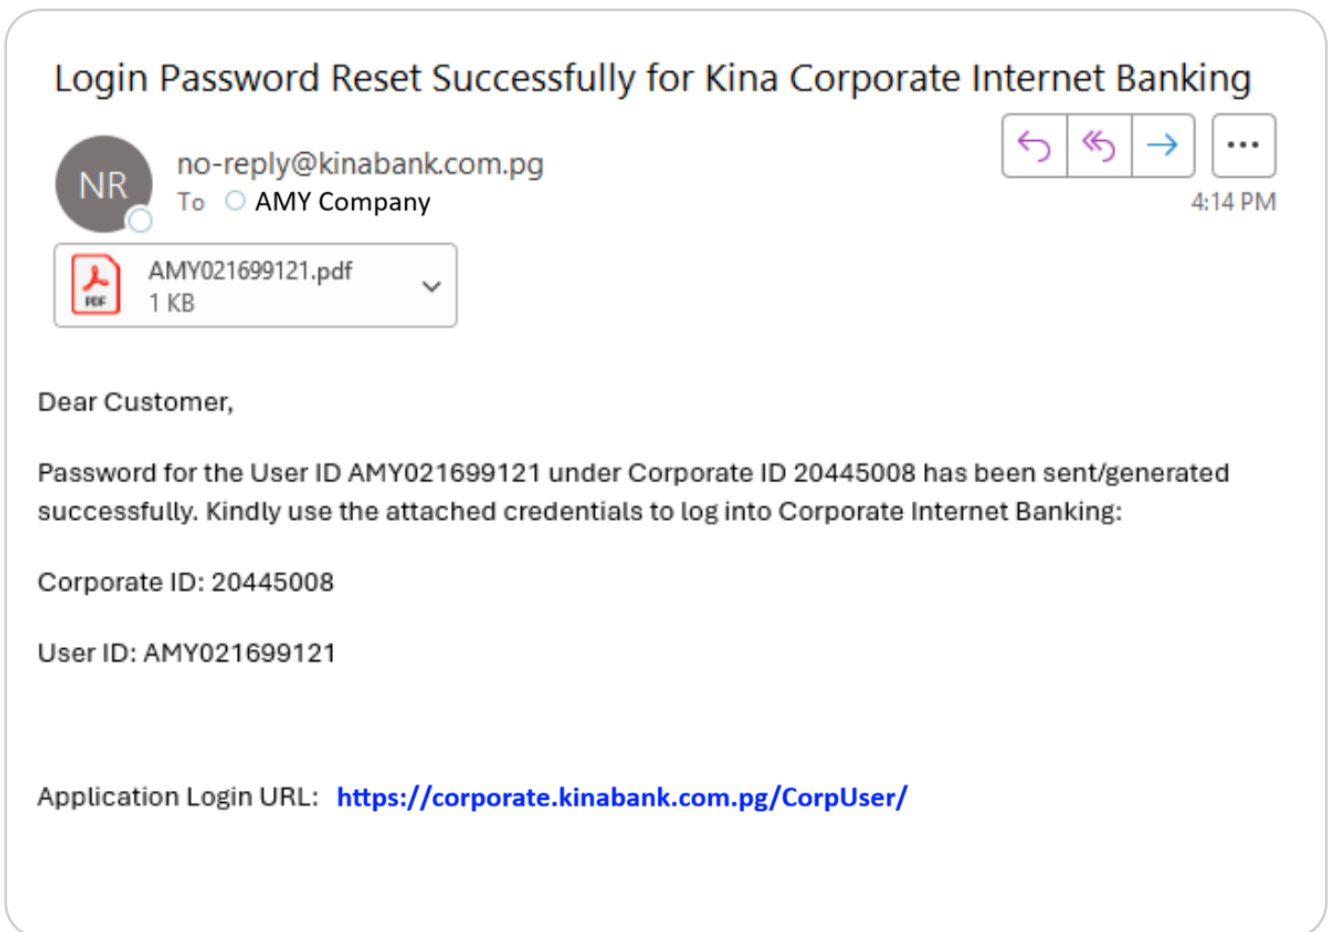 Login Password Reset Successfully for Kina Corporate Internet Banking
NR
no-reply@kinabank.com.pg
To AMY Company
4:14 PM
PDF
AMY021699121.pdf
1 KB
Dear Customer,
Password for the User ID AMY021699121 under Corporate ID 20445008 has been sent/generated
successfully. Kindly use the attached credentials to log into Corporate Internet Banking:
Corporate ID: 20445008
User ID: AMY021699121
Application Login URL: https://corporate.kinabank.com.pg/CorpUser/